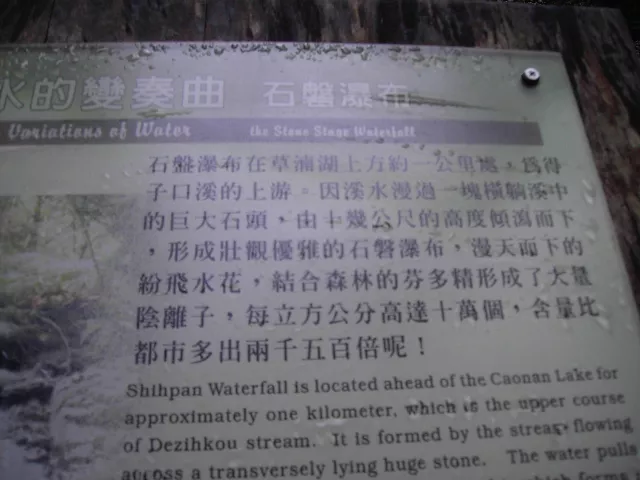 水的變奏曲 石磐瀑布
Variations of Water the Stone Stage Waterfall
石盤瀑布在草湳湖上方約一公里處,為得
子口溪的上游。因溪水漫過一塊橫躺溪中
的巨大石頭,由十幾公尺的高度傾瀉而下
,形成壯觀優雅的石磐瀑布,漫天而下的
紛飛水花,結合森林的芬多精形成了大量
陰離子,每立方公分高達十萬個,含量比
都市多出兩千五百倍呢!
Shihpan Waterfall is located ahead of the Caonan Lake for
approximately one kilometer, which is the upper course
of Dezihkou stream. It is formed by the stream flowing
across a transversely lying huge stone. The water pulls
which forms